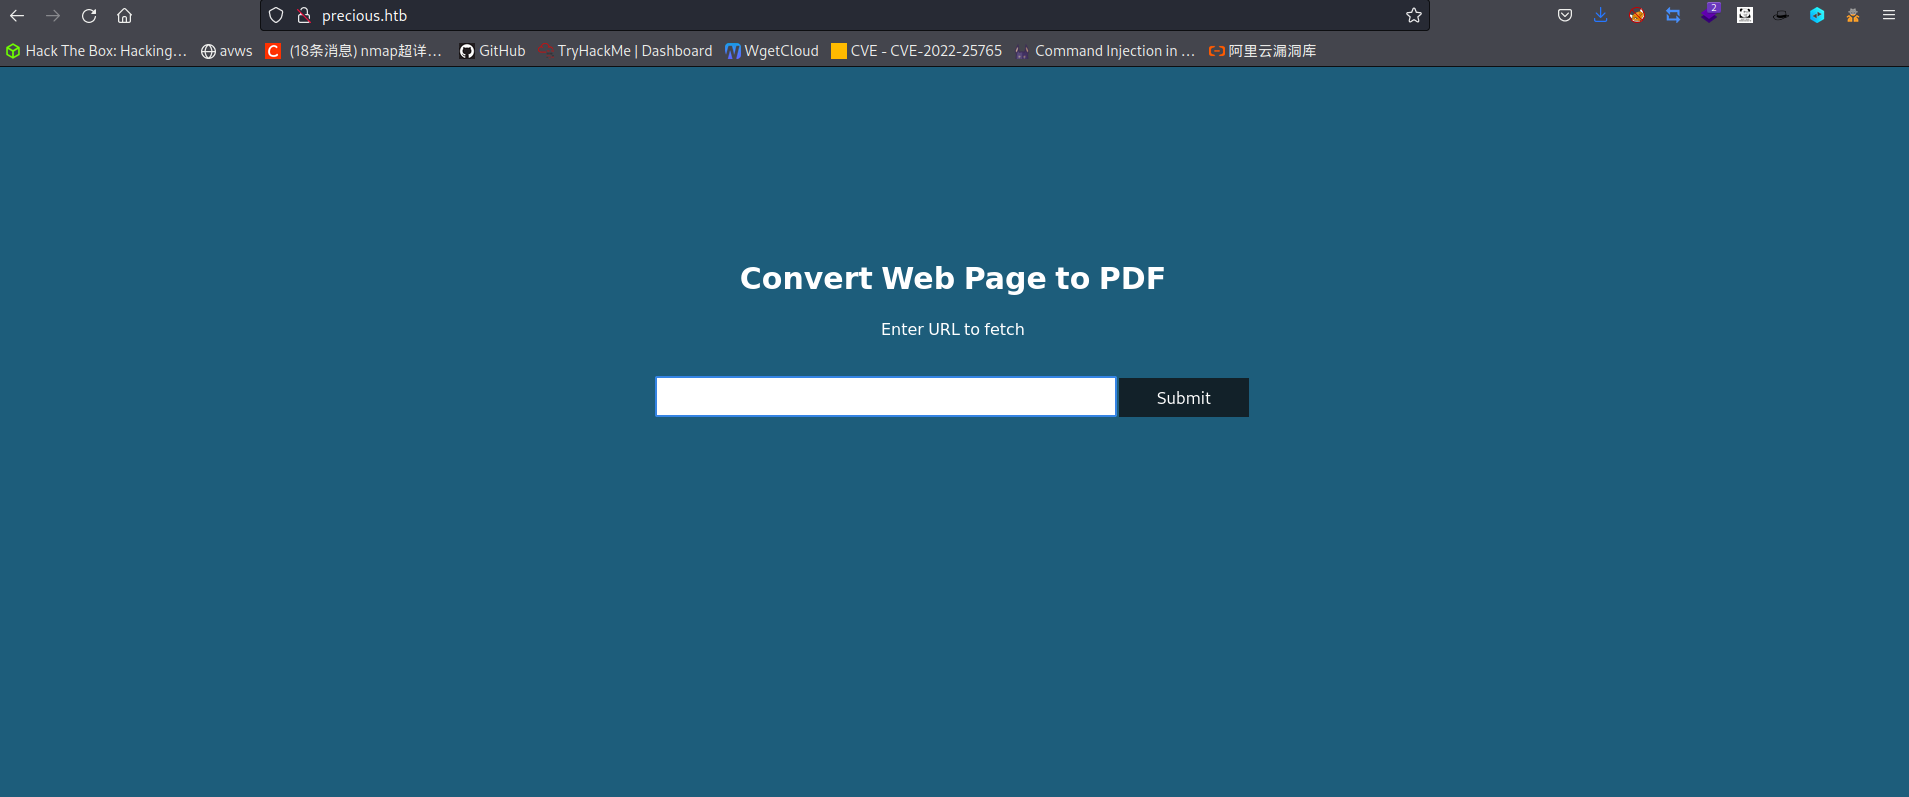 precious.htb
Hack The Box: Hacking... avws (18条消息) nmap超详... GitHub TryHackMe | Dashboard WgetCloud CVE - CVE-2022-25765 Command Injection in ... 阿里云漏洞库
2
Convert Web Page to PDF
Enter URL to fetch
Submit